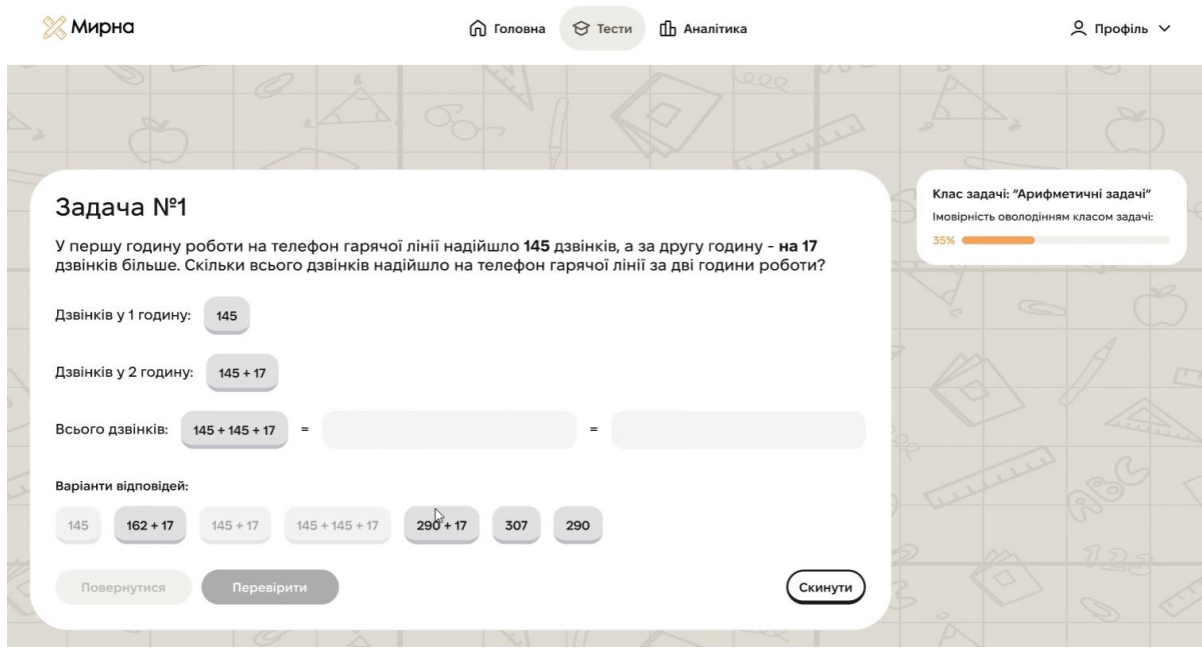 Мирна
Головна
Тести
Аналітика
Профіль
Задача №1
У першу годину роботи на телефон гарячої лінії надійшло 145 дзвінків, а за другу годину - на 17
дзвінків більше. Скільки всього дзвінків надійшло на телефон гарячої лінії за дві години роботи?
Дзвінків у 1 годину: 145
Дзвінків у 2 годину: 145 + 17
Всього дзвінків: 145 + 145 + 17 = =
Варіанти відповідей:
145 162 + 17 145 + 17 145 + 145 + 17 290 + 17 307 290
Повернутися Перевірити Скинути
Клас задачі: “Арифметичні задачі”
Імовірність оволодінням класом задачі:
35%
ABC
123